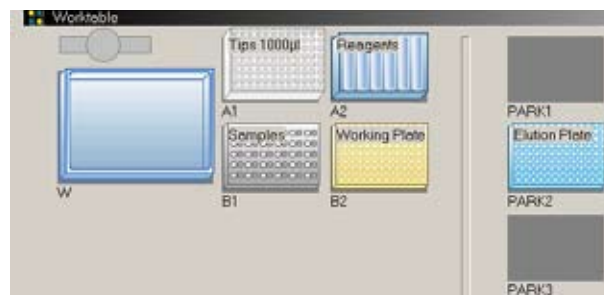 Worktable
Tips 1000µl
Reagents
A1
A2
PARK1
Samples
Working Plate
Elution Plate
W
B1
B2
PARK2
PARK3